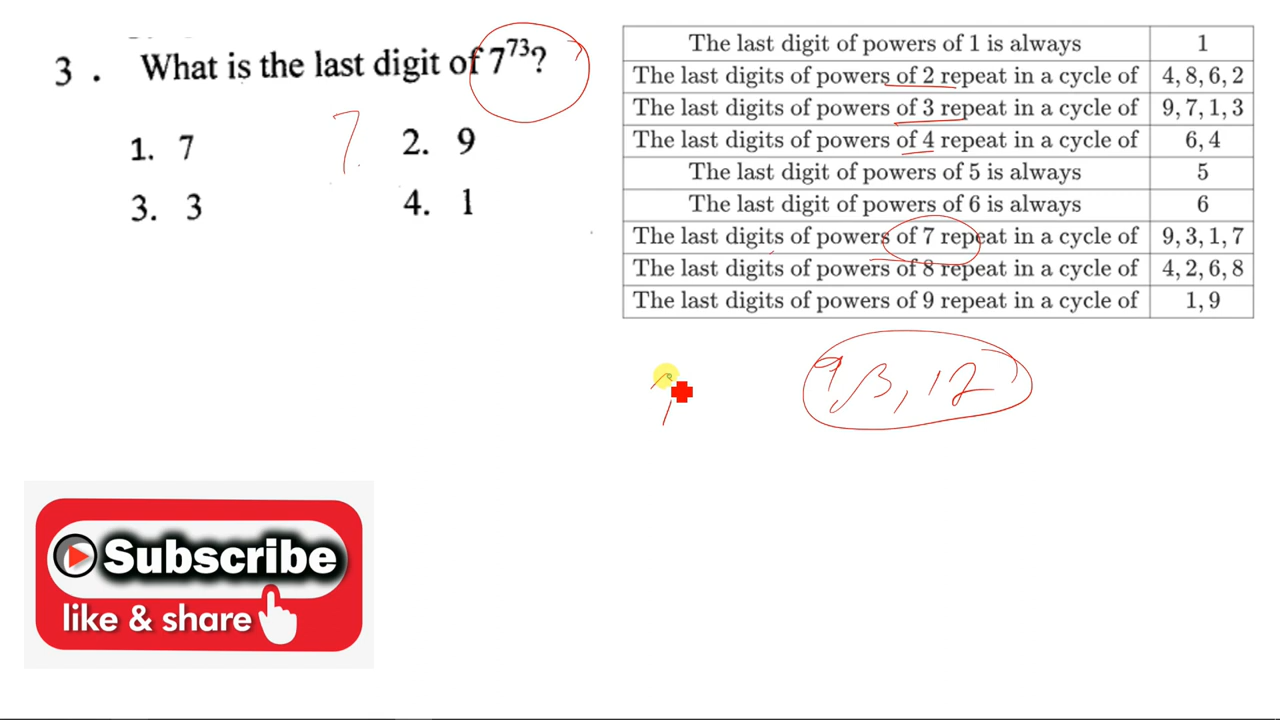 3 . What is the last digit of 7^73?
1. 7 2. 9
3. 3 4. 1
7
The last digit of powers of 1 is always 1
The last digits of powers of 2 repeat in a cycle of 4, 8, 6, 2
The last digits of powers of 3 repeat in a cycle of 9, 7, 1, 3
The last digits of powers of 4 repeat in a cycle of 6, 4
The last digit of powers of 5 is always 5
The last digit of powers of 6 is always 6
The last digits of powers of 7 repeat in a cycle of 9, 3, 1, 7
The last digits of powers of 8 repeat in a cycle of 4, 2, 6, 8
The last digits of powers of 9 repeat in a cycle of 1, 9
9, 3, 1 7
Subscribe
like & share